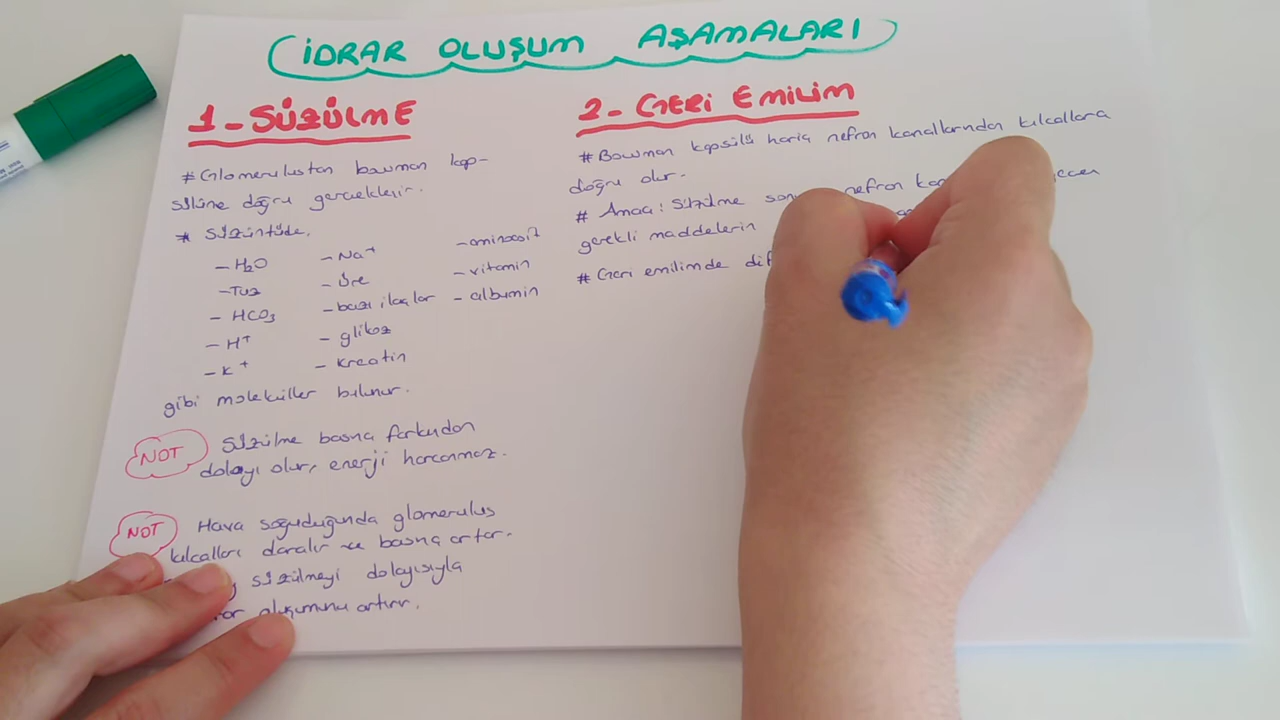 İDRAR OLUŞUM AŞAMALARI
1-SÜZÜLME
# Glomerulustan bowman kap-
sülüne doğru gerçekleşir.
* Süzüntüde,
- H₂O
- Tuz
- HCO₃
- H⁺
- K⁺
- Na⁺
- Üre
- bazı ilaçlar
- glikoz
- kreatin
- aminoasit
- vitamin
- albumin
gibi moleküller bulunur.
NOT Süzülme basınç farkından
dolayı olur, enerji harcanmaz.
NOT Hava soğuduğunda glomerulus
kılcalları daralır ve basınç artar.
süzülmeyi dolayısıyla
oluşumunu artırır.
2-GERİ EMİLİM
# Bowman kapsülü hariç nefron kanallarından kılcallara
doğru olur.
# Amaç: Süzülme nefron
gerekli maddelerin
# Geri emilimde